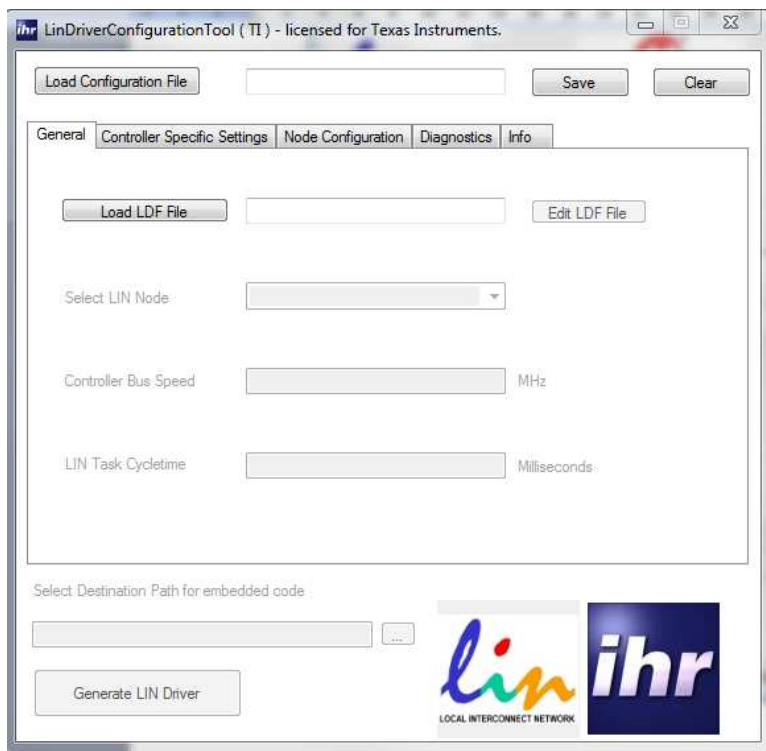 ihr LinDriverConfigurationTool ( TI ) - licensed for Texas Instruments.
Load Configuration File
Save
Clear
General
Controller Specific Settings
Node Configuration
Diagnostics
Info
Load LDF File
Edit LDF File
Select LIN Node
Controller Bus Speed
MHz
LIN Task Cycletime
Milliseconds
Select Destination Path for embedded code
...
Generate LIN Driver
lin
LOCAL INTERCONNECT NETWORK
ihr